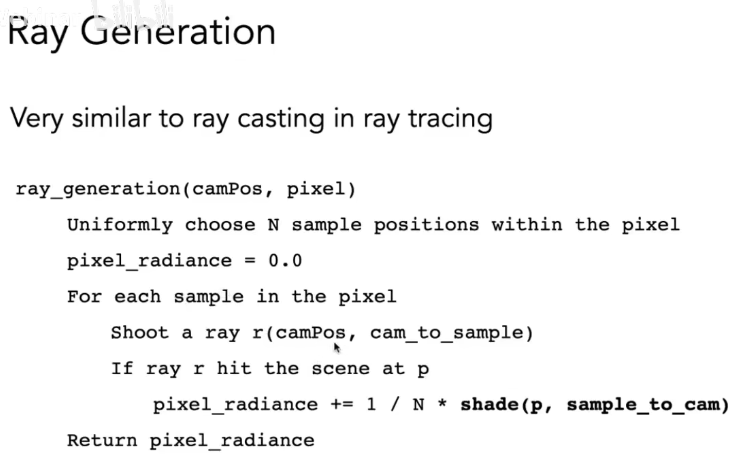 Ray Generation
Very similar to ray casting in ray tracing
ray_generation(camPos, pixel)
Uniformly choose N sample positions within the pixel
pixel_radiance = 0.0
For each sample in the pixel
Shoot a ray r(camPos, cam_to_sample)
If ray r hit the scene at p
pixel_radiance += 1 / N * shade(p, sample_to_cam)
Return pixel_radiance